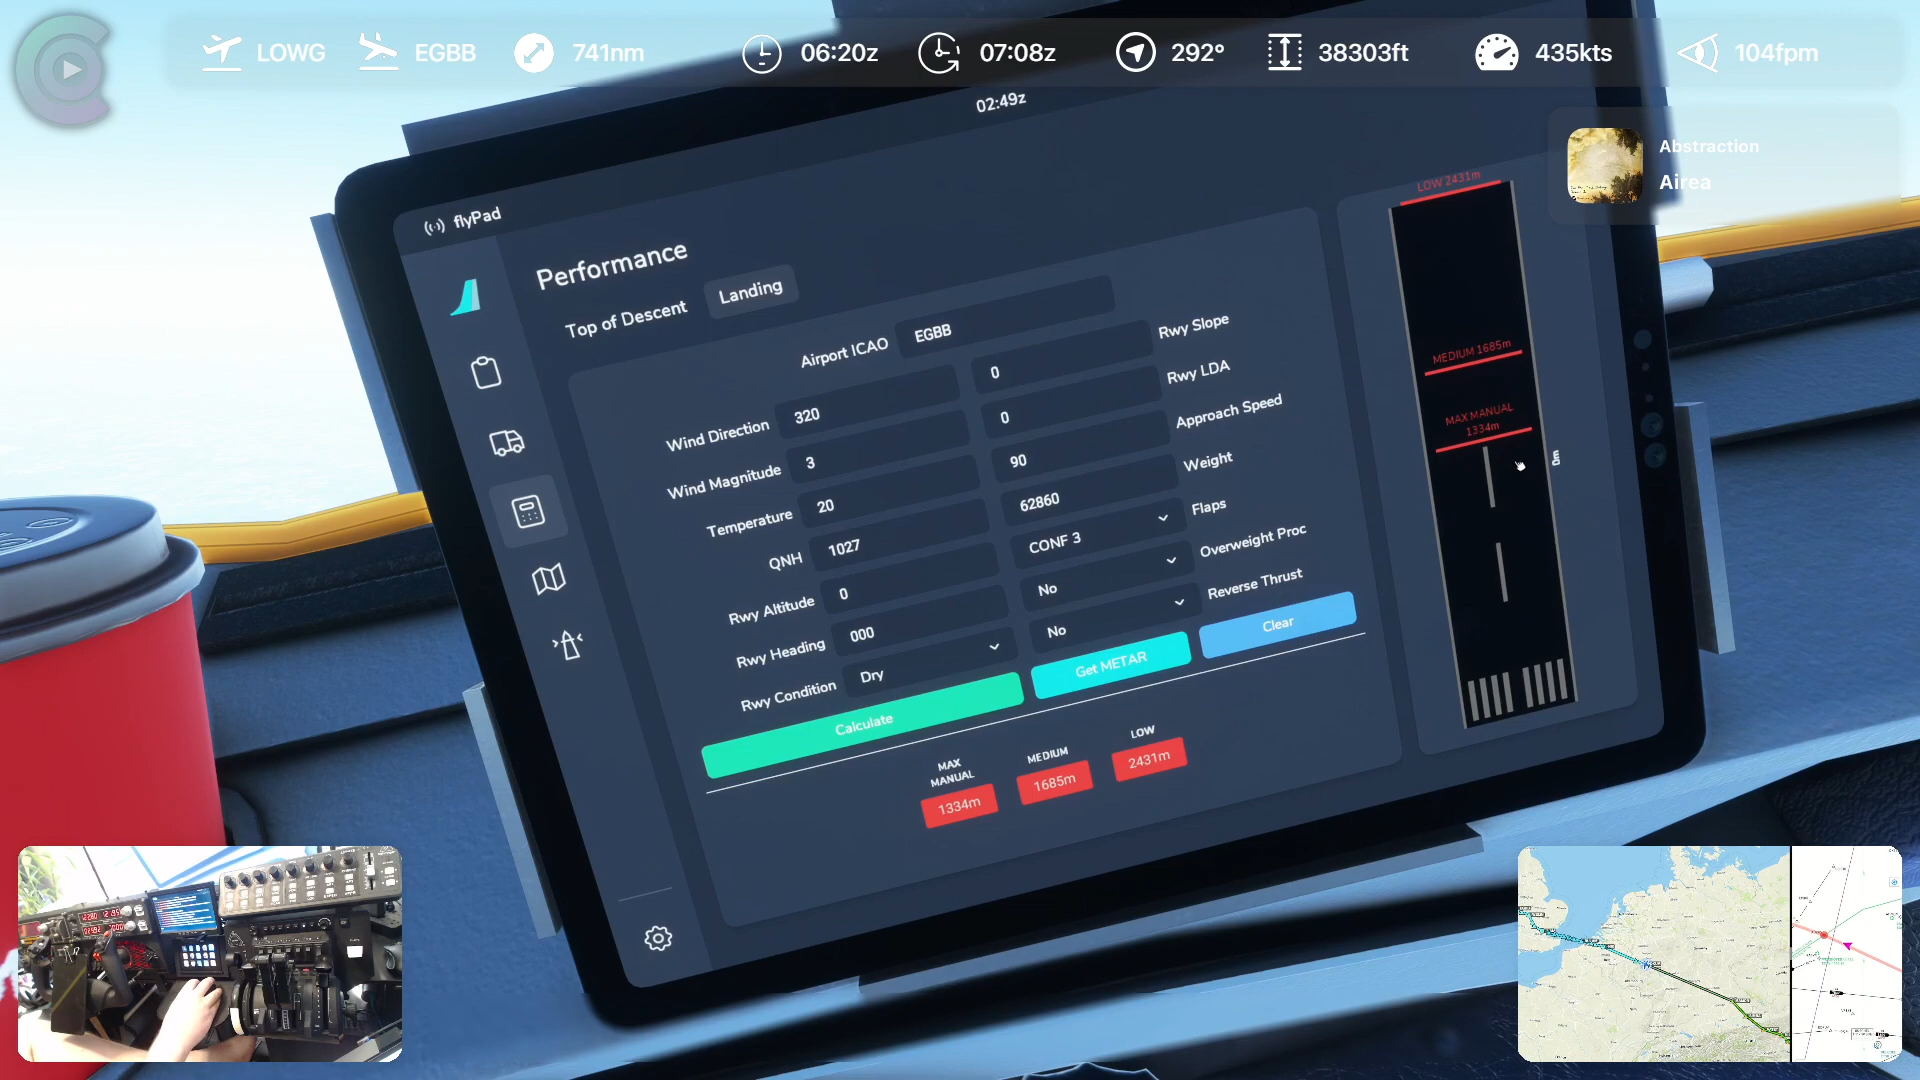 LOWG EGBB 741nm 06:20z 07:08z 292° 38303ft 435kts 104fpm
02:49z
Abstraction
Airea
flyPad
Performance
Top of Descent Landing
Airport ICAO EGBB
Wind Direction 320 0 Rwy Slope
Wind Magnitude 3 0 Rwy LDA
Temperature 20 90 Approach Speed
QNH 1027 62860 Weight
Rwy Altitude 0 CONF 3 Flaps
Rwy Heading 000 No Overweight Proc
Rwy Condition Dry No Reverse Thrust
Calculate Get METAR Clear
MAX MANUAL MEDIUM LOW
1334m 1685m 2431m
LOW 2431m
MEDIUM 1685m
MAX MANUAL
1334m
0m